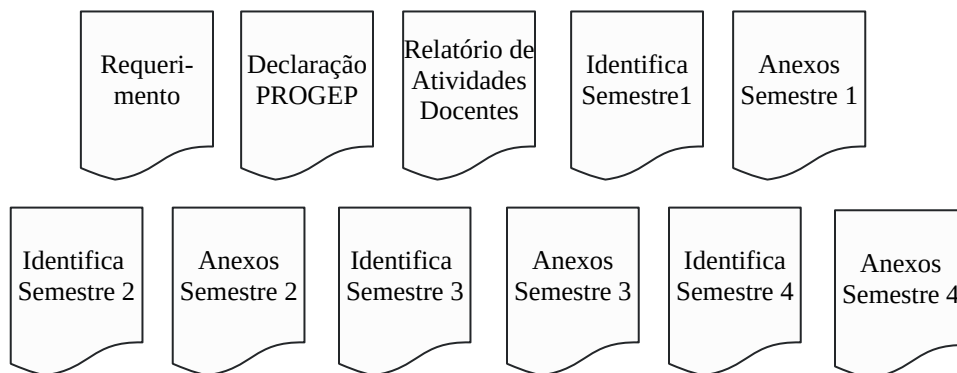 Requeri-
mento
Declaração
PROGEP
Relatório de
Atividades
Docentes
Identifica
Semestre1
Anexos
Semestre 1
Identifica
Semestre 2
Anexos
Semestre 2
Identifica
Semestre 3
Anexos
Semestre 3
Identifica
Semestre 4
Anexos
Semestre 4